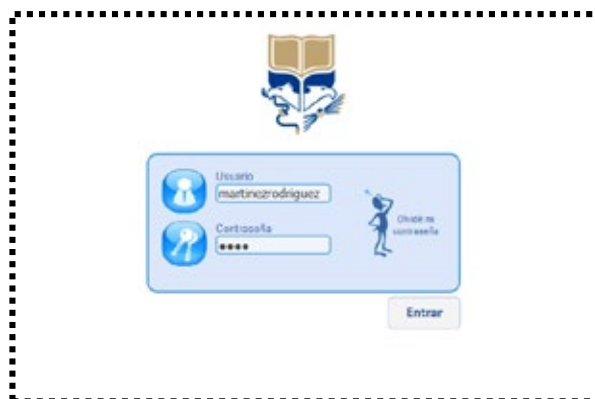 Usuario
martinezrodriguez
Contraseña
Olvidé mi
contraseña
Entrar